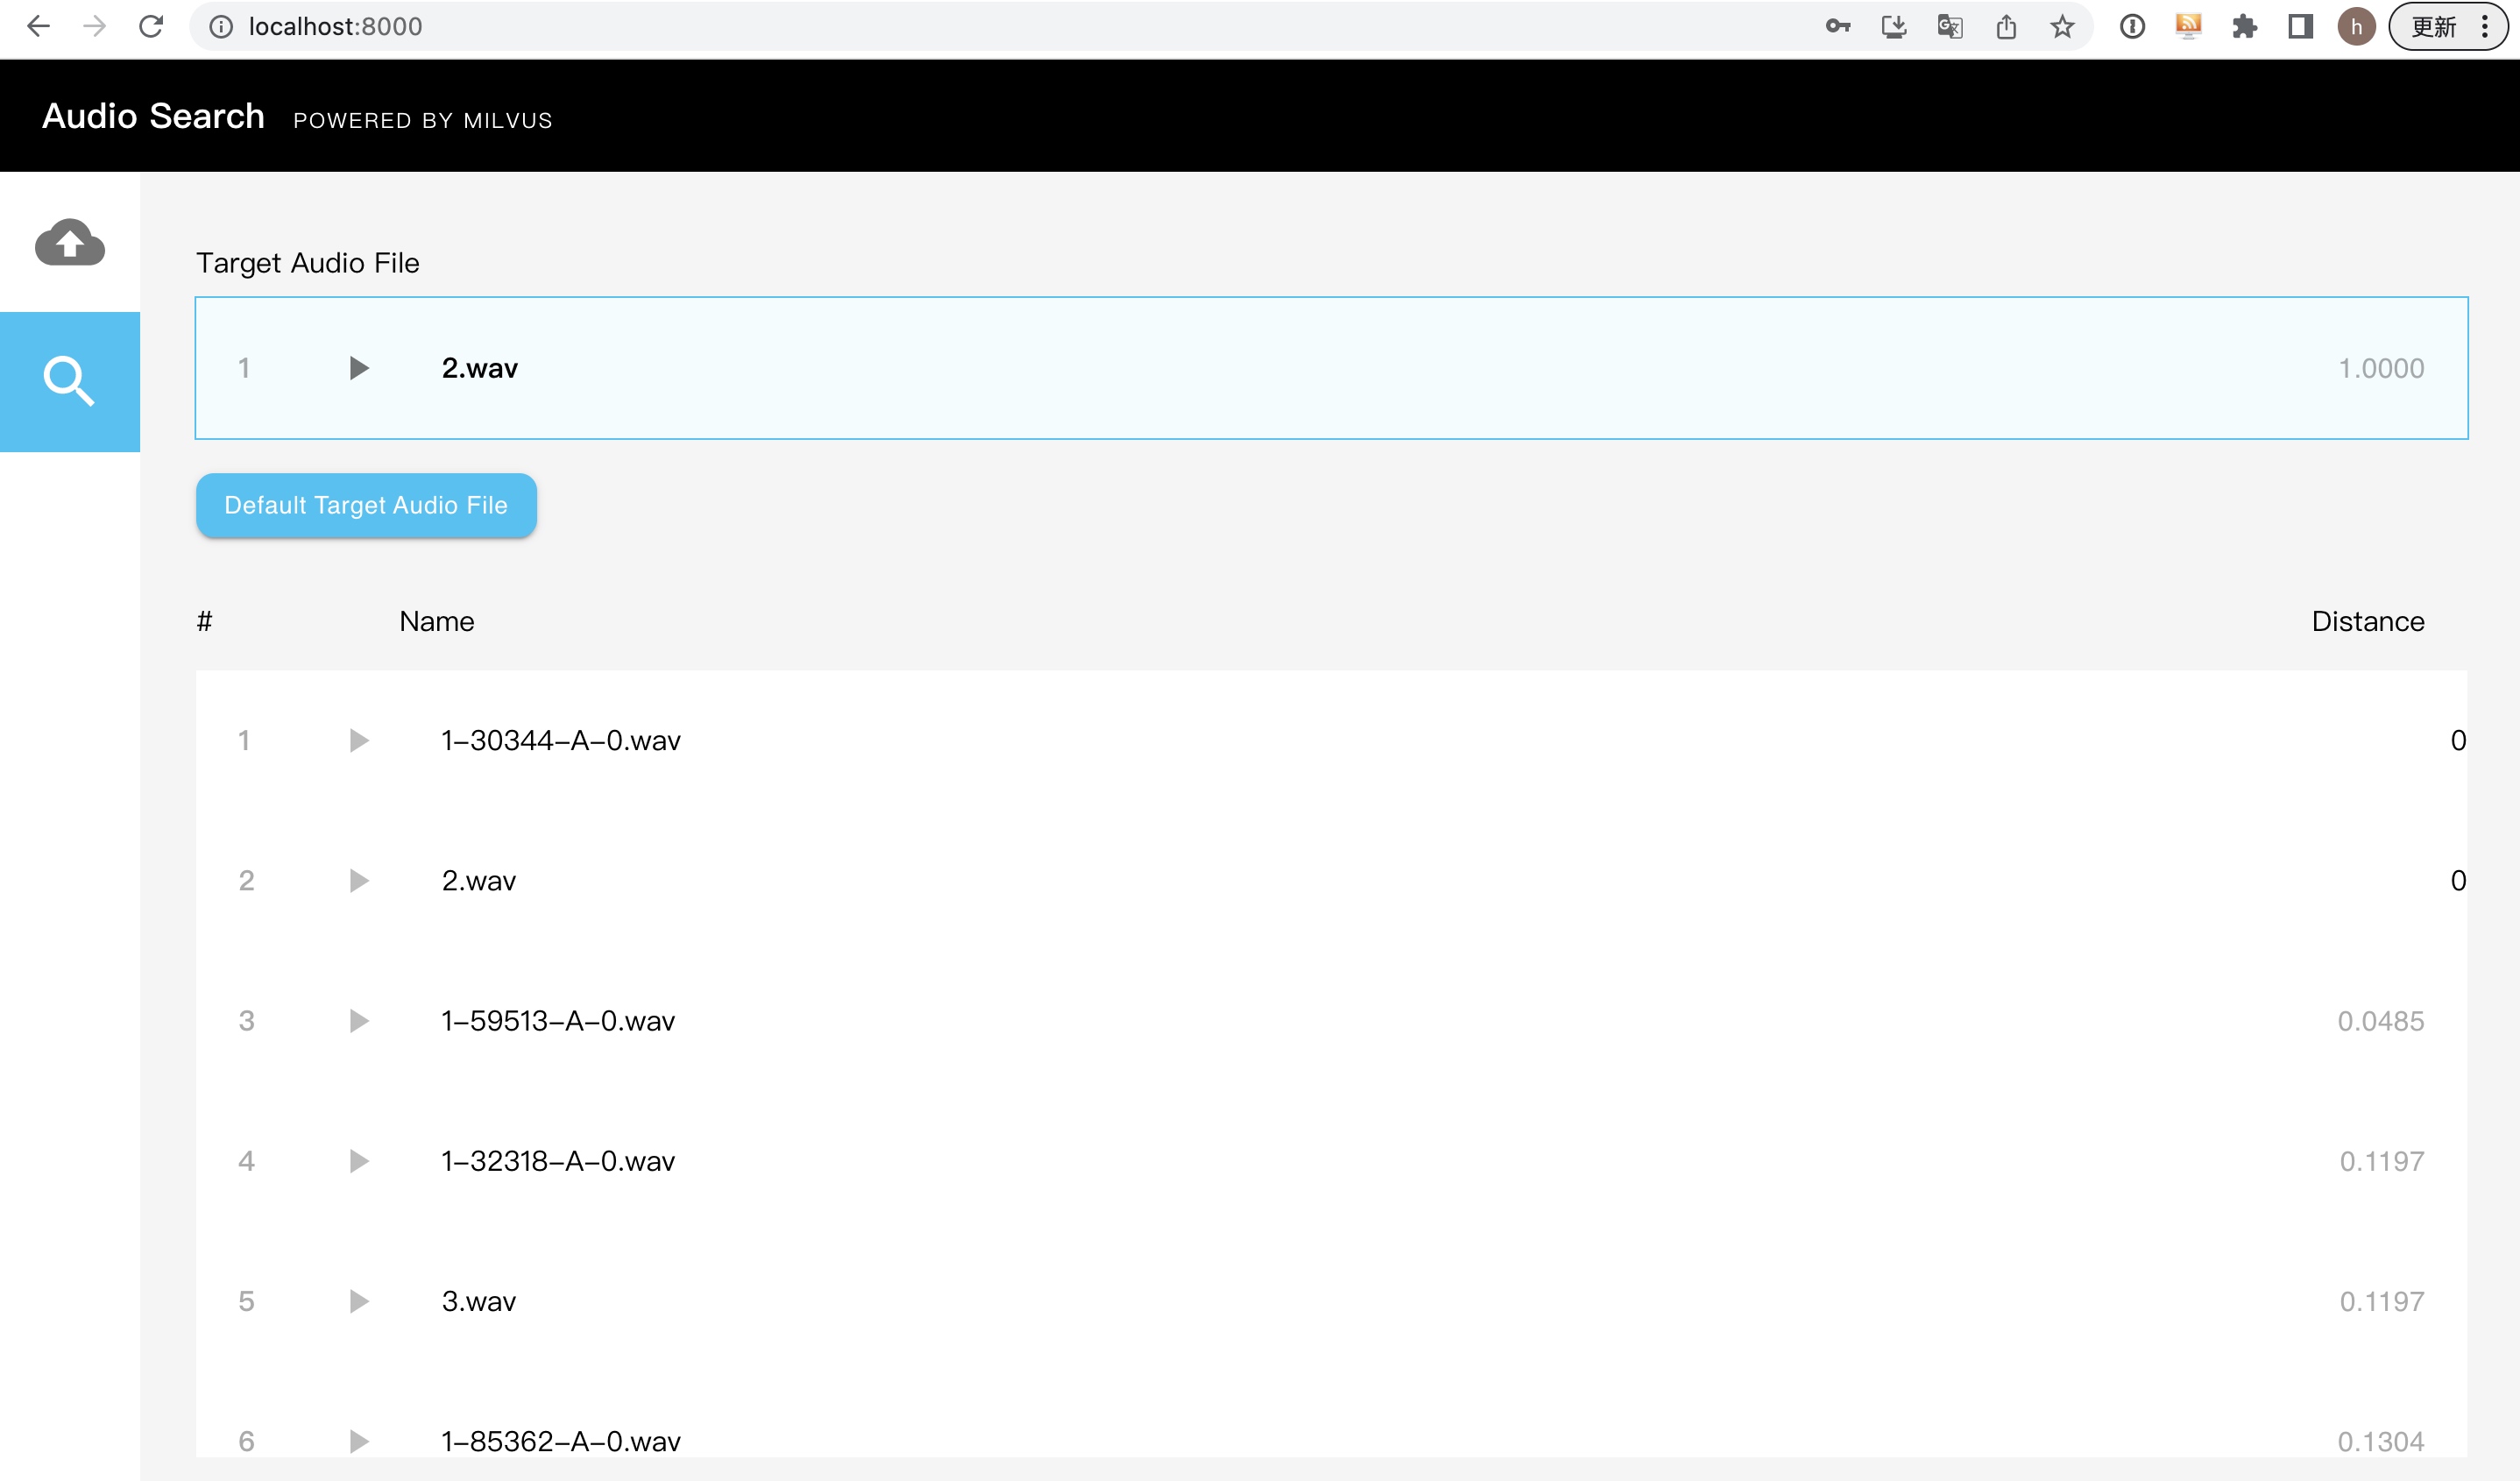 localhost:8000
h
更新
Audio Search POWERED BY MILVUS
Target Audio File
1 2.wav 1.0000
Default Target Audio File
# Name Distance
1 1-30344-A-0.wav 0
2 2.wav 0
3 1-59513-A-0.wav 0.0485
4 1-32318-A-0.wav 0.1197
5 3.wav 0.1197
6 1-85362-A-0.wav 0.1304